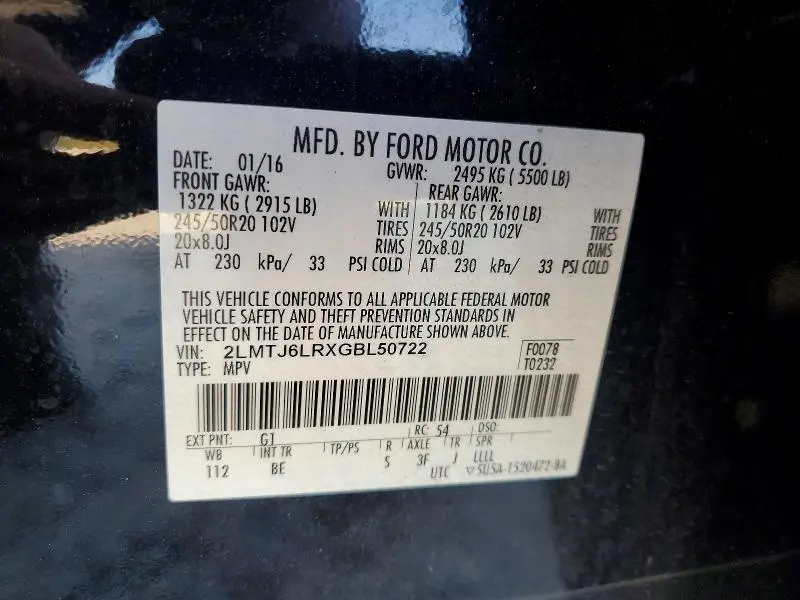 MFD. BY FORD MOTOR CO.
DATE: 01/16 GVWR: 2495 KG ( 5500 LB)
FRONT GAWR: REAR GAWR:
1322 KG ( 2915 LB) WITH 1184 KG ( 2610 LB) WITH
245/50R20 102V TIRES 245/50R20 102V TIRES
20x8.0J RIMS 20x8.0J RIMS
AT 230 kPa/ 33 PSI COLD AT 230 kPa/ 33 PSI COLD
THIS VEHICLE CONFORMS TO ALL APPLICABLE FEDERAL MOTOR
VEHICLE SAFETY AND THEFT PREVENTION STANDARDS IN
EFFECT ON THE DATE OF MANUFACTURE SHOWN ABOVE.
VIN: 2LMTJ6LRXGBL50722 F0078
TYPE: MPV T0232
EXT PNT: G1 RC: 54 DSO:
WB INT TR TP/PS R AXLE TR SPR
112 BE S 3F J LLLL
UTC ▽5U5A-1520472-BA